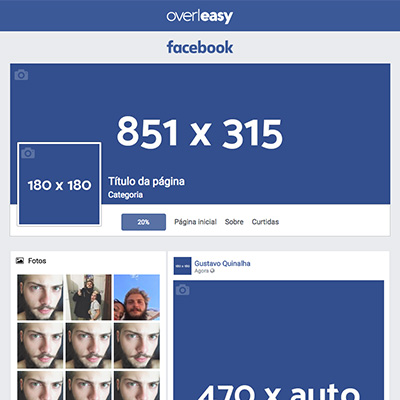 overleasy
facebook
851 x 315
180 x 180
Título da página
Categoria
20%
Página inicial Sobre Curtidas
Fotos
Gustavo Quinalha
Agora
470 x auto